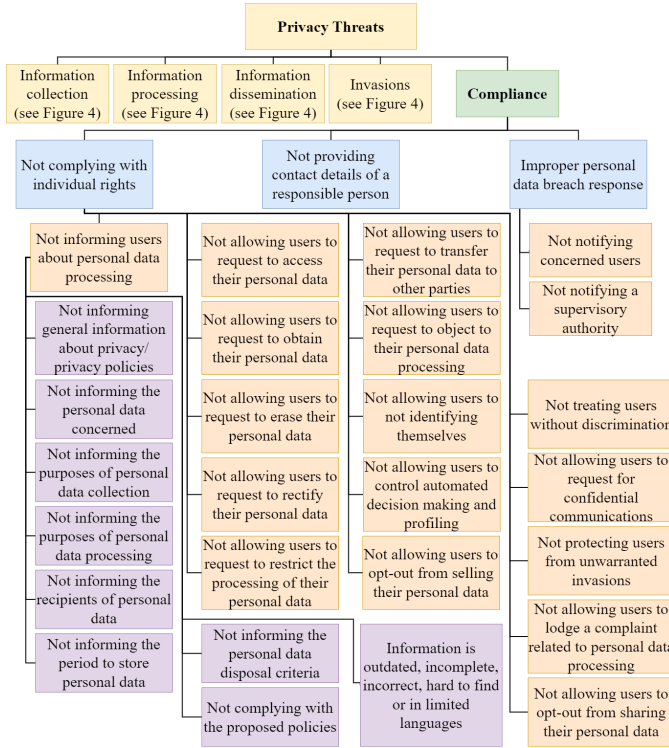 Privacy Threats
Information
collection
(see Figure 4)
Information
processing
(see Figure 4)
Information
dissemination
(see Figure 4)
Invasions
(see Figure 4)
Compliance
Not complying with
individual rights
Not providing
contact details of a
responsible person
Improper personal
data breach response
Not informing users
about personal data
processing
Not informing
general information
about privacy/
privacy policies
Not informing the
personal data
concerned
Not informing the
purposes of personal
data collection
Not informing the
purposes of personal
data processing
Not informing the
recipients of personal
data
Not informing the
period to store
personal data
Not allowing users to
request to access
their personal data
Not allowing users to
request to obtain
their personal data
Not allowing users to
request to erase their
personal data
Not allowing users to
request to rectify
their personal data
Not allowing users to
request to restrict the
processing of their
personal data
Not informing the
personal data
disposal criteria
Not complying with
the proposed policies
Not allowing users to
request to transfer
their personal data to
other parties
Not allowing users to
request to object to
their personal data
processing
Not allowing users to
not identifying
themselves
Not allowing users to
control automated
decision making and
profiling
Not allowing users to
opt-out from selling
their personal data
Information is
outdated, incomplete,
incorrect, hard to find
or in limited
languages
Not notifying
concerned users
Not notifying a
supervisory
authority
Not treating users
without discrimination
Not allowing users to
request for
confidential
communications
Not protecting users
from unwarranted
invasions
Not allowing users to
lodge a complaint
related to personal data
processing
Not allowing users to
opt-out from sharing
their personal data